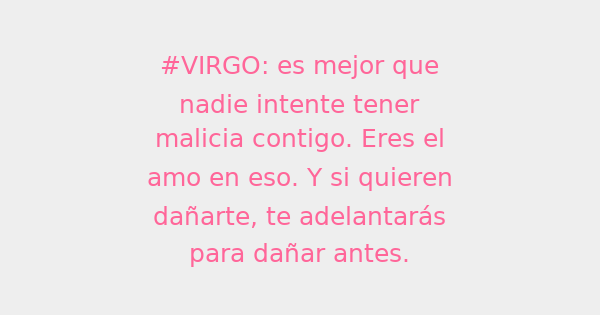 #VIRGO: es mejor que
nadie intente tener
malicia contigo. Eres el
amo en eso. Y si quieren
dañarte, te adelantarás
para dañar antes.